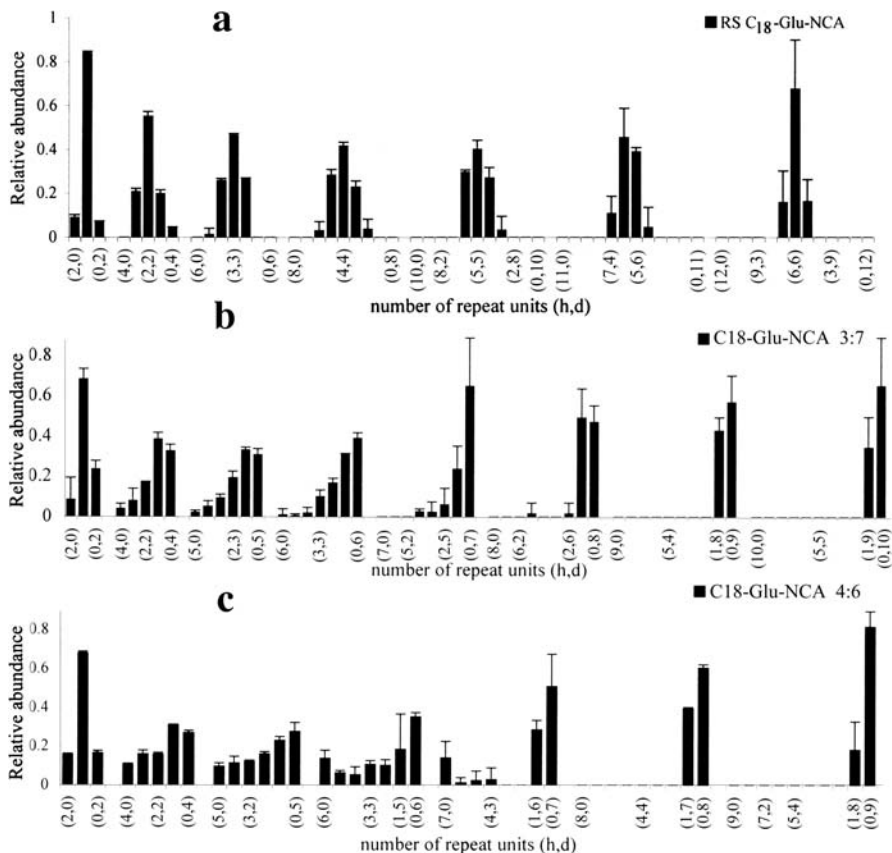 a
RS C18-Glu-NCA
Relative abundance
1
0.8
0.6
0.4
0.2
0
(2,0) (0,2) (4,0) (2,2) (0,4) (6,0) (3,3) (0,6) (8,0) (4,4) (0,8) (10,0) (8,2) (5,5) (2,8) (0,10) (11,0) (7,4) (5,6) (0,11) (12,0) (9,3) (6,6) (3,9) (0,12)
number of repeat units (h,d)
b
C18-Glu-NCA 3:7
Relative abundance
0.8
0.6
0.4
0.2
0
(2,0) (0,2) (4,0) (2,2) (0,4) (5,0) (2,3) (0,5) (6,0) (3,3) (0,6) (7,0) (5,2) (2,5) (0,7) (8,0) (6,2) (2,6) (0,8) (9,0) (5,4) (1,8) (0,9) (10,0) (5,5) (1,9) (0,10)
number of repeat units (h,d)
c
C18-Glu-NCA 4:6
Relative abundance
0.8
0.6
0.4
0.2
0
(2,0) (0,2) (4,0) (2,2) (0,4) (5,0) (3,2) (0,5) (6,0) (3,3) (1,5) (0,6) (7,0) (4,3) (1,6) (0,7) (8,0) (4,4) (1,7) (0,8) (9,0) (7,2) (5,4) (1,8) (0,9)
number of repeat units (h,d)